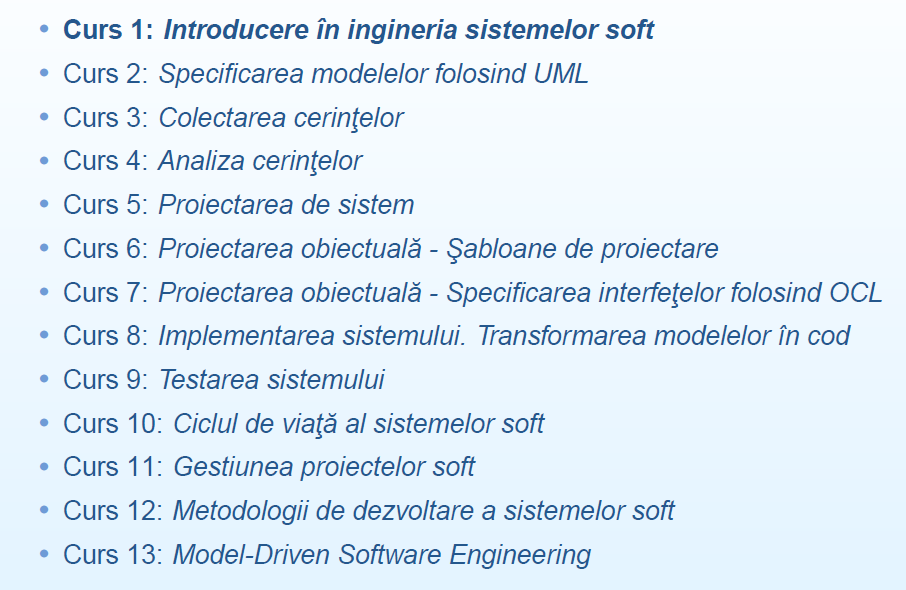 • Curs 1: Introducere în ingineria sistemelor soft
• Curs 2: Specificarea modelelor folosind UML
• Curs 3: Colectarea cerinţelor
• Curs 4: Analiza cerinţelor
• Curs 5: Proiectarea de sistem
• Curs 6: Proiectarea obiectuală - Şabloane de proiectare
• Curs 7: Proiectarea obiectuală - Specificarea interfeţelor folosind OCL
• Curs 8: Implementarea sistemului. Transformarea modelelor în cod
• Curs 9: Testarea sistemului
• Curs 10: Ciclul de viaţă al sistemelor soft
• Curs 11: Gestiunea proiectelor soft
• Curs 12: Metodologii de dezvoltare a sistemelor soft
• Curs 13: Model-Driven Software Engineering